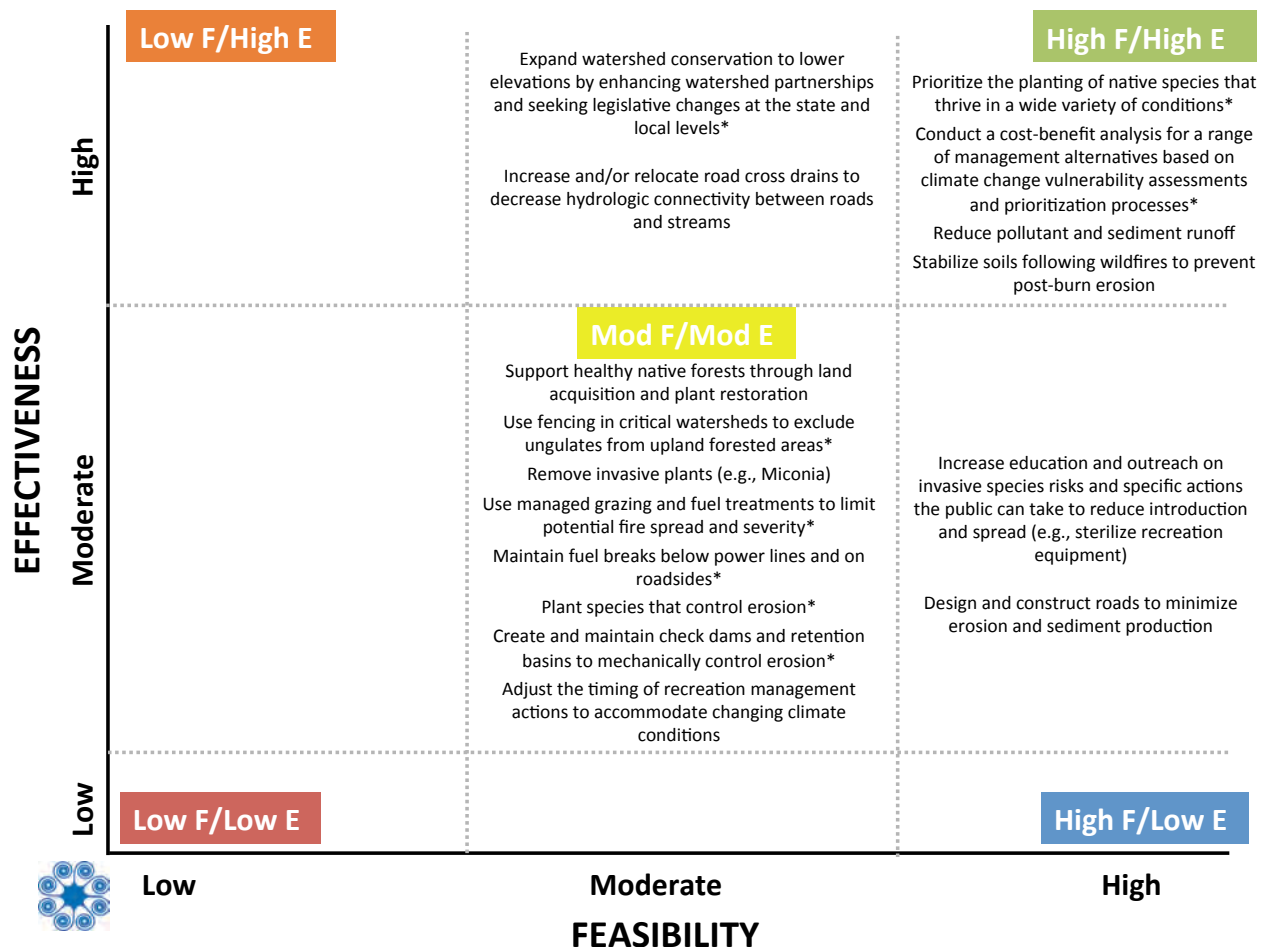 Low F/High E
Expand watershed conservation to lower
elevations by enhancing watershed partnerships
and seeking legislative changes at the state and
local levels*
Increase and/or relocate road cross drains to
decrease hydrologic connectivity between roads
and streams
High F/High E
Prioritize the planting of native species that
thrive in a wide variety of conditions*
Conduct a cost-benefit analysis for a range
of management alternatives based on
climate change vulnerability assessments
and prioritization processes*
Reduce pollutant and sediment runoff
Stabilize soils following wildfires to prevent
post-burn erosion
High
EFFECTIVENESS
Moderate
Mod F/Mod E
Support healthy native forests through land
acquisition and plant restoration
Use fencing in critical watersheds to exclude
ungulates from upland forested areas*
Remove invasive plants (e.g., Miconia)
Use managed grazing and fuel treatments to limit
potential fire spread and severity*
Maintain fuel breaks below power lines and on
roadsides*
Plant species that control erosion*
Create and maintain check dams and retention
basins to mechanically control erosion*
Adjust the timing of recreation management
actions to accommodate changing climate
conditions
Increase education and outreach on
invasive species risks and specific actions
the public can take to reduce introduction
and spread (e.g., sterilize recreation
equipment)
Design and construct roads to minimize
erosion and sediment production
Low
Low F/Low E
High F/Low E
Low
Moderate
High
FEASIBILITY